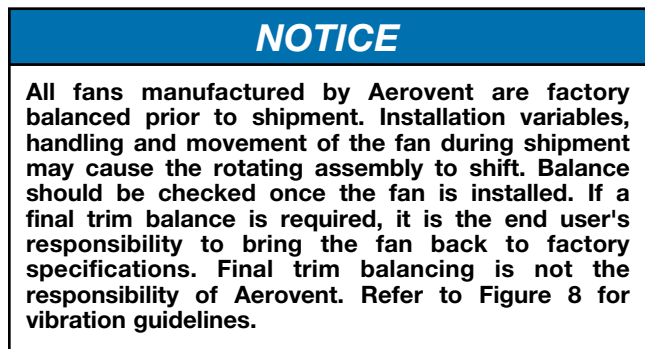 NOTICE
All fans manufactured by Aerovent are factory
balanced prior to shipment. Installation variables,
handling and movement of the fan during shipment
may cause the rotating assembly to shift. Balance
should be checked once the fan is installed. If a
final trim balance is required, it is the end user's
responsibility to bring the fan back to factory
specifications. Final trim balancing is not the
responsibility of Aerovent. Refer to Figure 8 for
vibration guidelines.